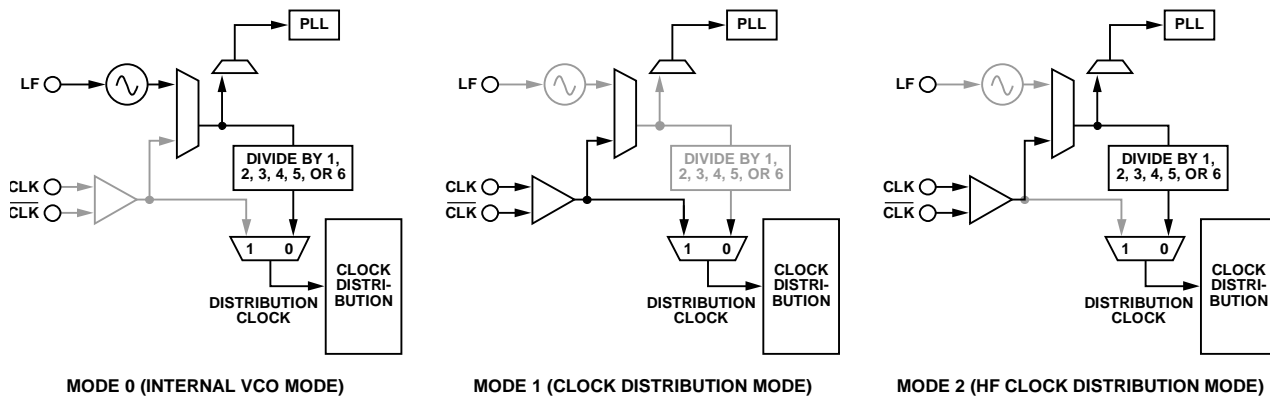 PLL
LF
DIVIDE BY 1,
2, 3, 4, 5, OR 6
CLK
CLK
1 0
CLOCK
DISTRI-
BUTION
DISTRIBUTION
CLOCK
MODE 0 (INTERNAL VCO MODE)
PLL
LF
DIVIDE BY 1,
2, 3, 4, 5, OR 6
CLK
CLK
1 0
CLOCK
DISTRI-
BUTION
DISTRIBUTION
CLOCK
MODE 1 (CLOCK DISTRIBUTION MODE)
PLL
LF
DIVIDE BY 1,
2, 3, 4, 5, OR 6
CLK
CLK
1 0
CLOCK
DISTRI-
BUTION
DISTRIBUTION
CLOCK
MODE 2 (HF CLOCK DISTRIBUTION MODE)